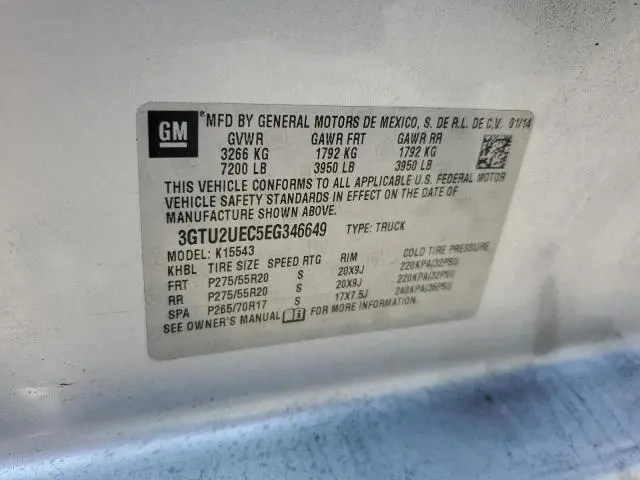 GM
®MFD BY GENERAL MOTORS DE MEXICO, S. DE R.L. DE C.V. 01/14
GVWR GAWR FRT GAWR RR
3266 KG 1792 KG 1792 KG
7200 LB 3950 LB 3950 LB
THIS VEHICLE CONFORMS TO ALL APPLICABLE U.S. FEDERAL MOTOR
VEHICLE SAFETY STANDARDS IN EFFECT ON THE DATE OF
MANUFACTURE SHOWN ABOVE.
3GTU2UEC5EG346649 TYPE: TRUCK
MODEL: K15543
KHBL TIRE SIZE SPEED RTG RIM COLD TIRE PRESSURE
FRT P275/55R20 S 20X9J 220KPA(32PSI)
RR P275/55R20 S 20X9J 220KPA(32PSI)
SPA P265/70R17 S 17X7.5J 240KPA(35PSI)
SEE OWNER'S MANUAL FOR MORE INFORMATION.